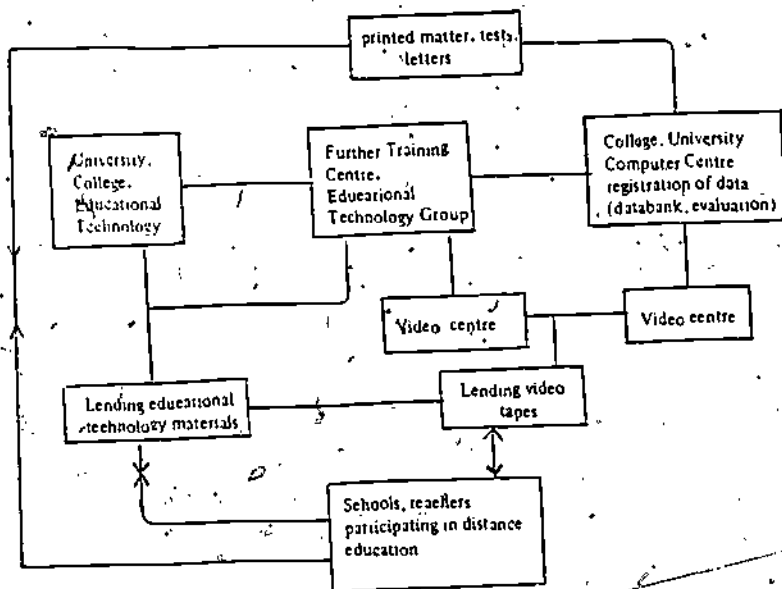 printed matter, tests,
letters
University,
College,
Educational
Technology
Further Training
Centre,
Educarional
Technology Group
College, University
Computer Centre
registration of data
(databank, evaluation)
Video centre
Video centre
Lending educational
technology materials
Lending video
tapes
Schools,
participating in distance
education